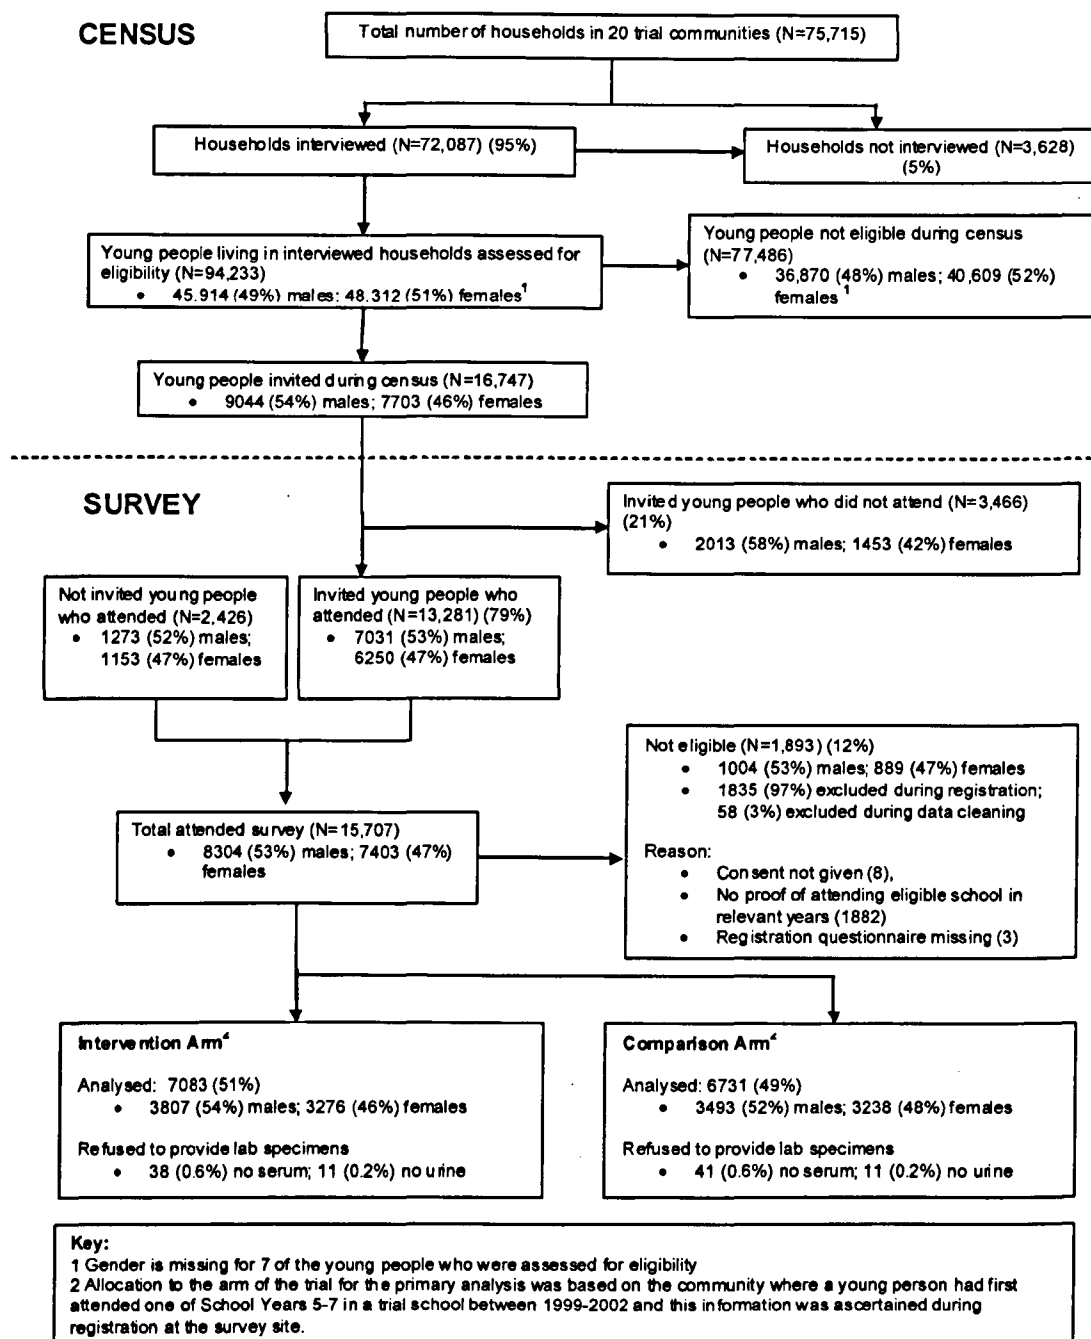 CENSUS
Total number of households in 20 trial communities (N=75,715)
Households interviewed (N=72,087) (95%)
Households not interviewed (N=3,628)
(5%)
Young people living in interviewed households assessed for
eligibility (N=94,233)
• 45.914 (49%) males; 48.312 (51%) females¹
Young people not eligible during census
(N=77,486)
• 36,870 (48%) males; 40,609 (52%)
females ¹
Young people invited during census (N=16,747)
• 9044 (54%) males; 7703 (46%) females
SURVEY
Invited young people who did not attend (N=3,466)
(21%)
• 2013 (58%) males; 1453 (42%) females
Not invited young people
who attended (N=2,426)
• 1273 (52%) males;
1153 (47%) females
Invited young people who
attended (N=13,281) (79%)
• 7031 (53%) males;
6250 (47%) females
Total attended survey (N=15,707)
• 8304 (53%) males; 7403 (47%)
females
Not eligible (N=1,893) (12%)
• 1004 (53%) males; 889 (47%) females
• 1835 (97%) excluded during registration;
58 (3%) excluded during data cleaning
Reason:
• Consent not given (8),
• No proof of attending eligible school in
relevant years (1882)
• Registration questionnaire missing (3)
Intervention Arm²
Analysed: 7083 (51%)
• 3807 (54%) males; 3276 (46%) females
Refused to provide lab specimens
• 38 (0.6%) no serum; 11 (0.2%) no urine
Comparison Arm²
Analysed: 6731 (49%)
• 3493 (52%) males; 3238 (48%) females
Refused to provide lab specimens
• 41 (0.6%) no serum; 11 (0.2%) no urine
Key:
1 Gender is missing for 7 of the young people who were assessed for eligibility
2 Allocation to the arm of the trial for the primary analysis was based on the community where a young person had first
attended one of School Years 5-7 in a trial school between 1999-2002 and this information was ascertained during
registration at the survey site.